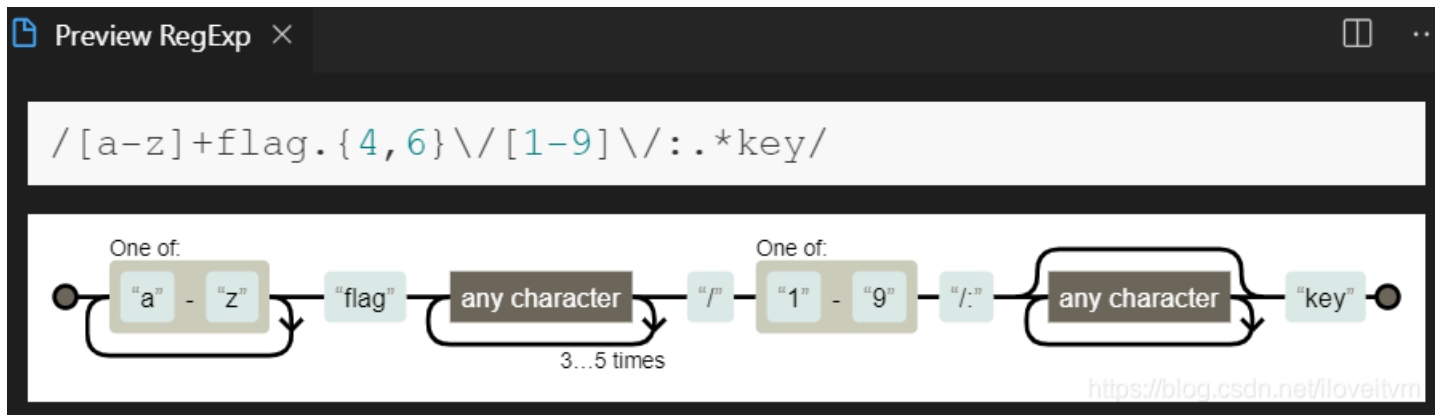 Preview RegExp
/[a-z]+flag.{4,6}\/[1-9]\/:.*key/
One of: One of:
“a” - “z” “flag” any character “/” “1” - “9” “/:” any character “key”
3...5 times
https://blog.csdn.net/iloveitvm